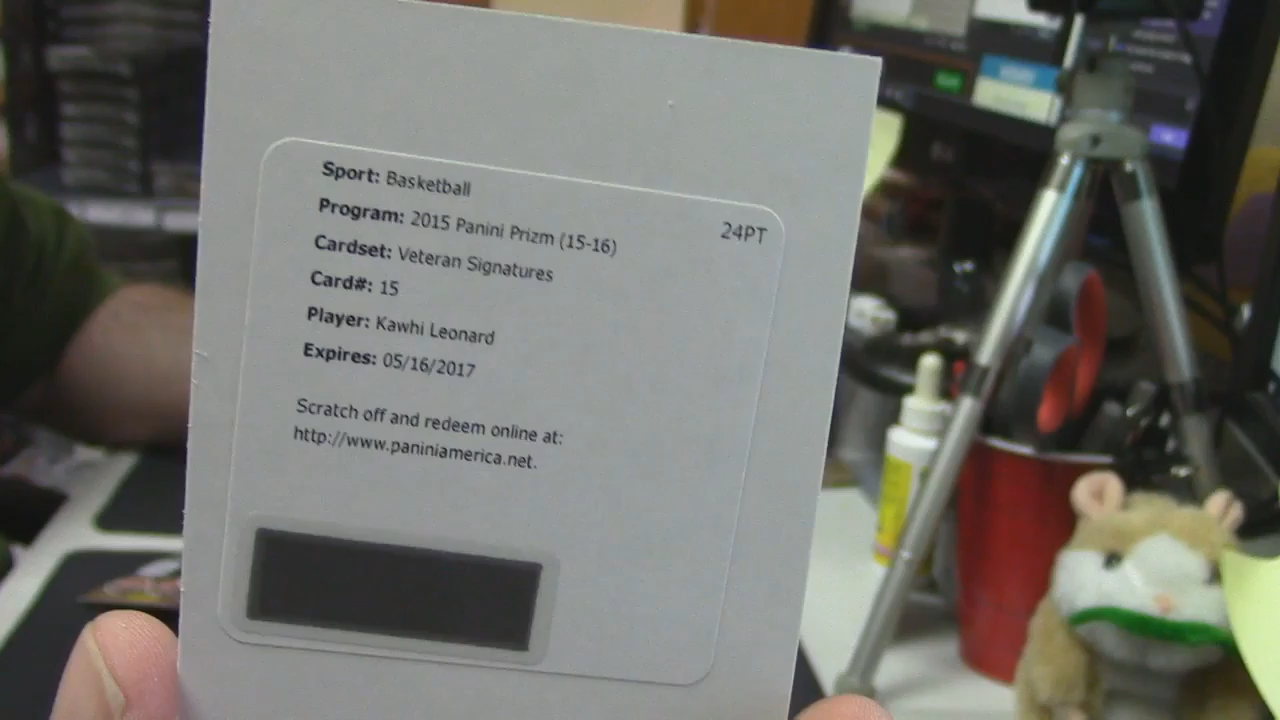 Sport: Basketball
24PT
Program: 2015 Panini Prizm (15-16)
Cardset: Veteran Signatures
Card#: 15
Player: Kawhi Leonard
Expires: 05/16/2017
Scratch off and redeem online at:
http://www.paniniamerica.net.